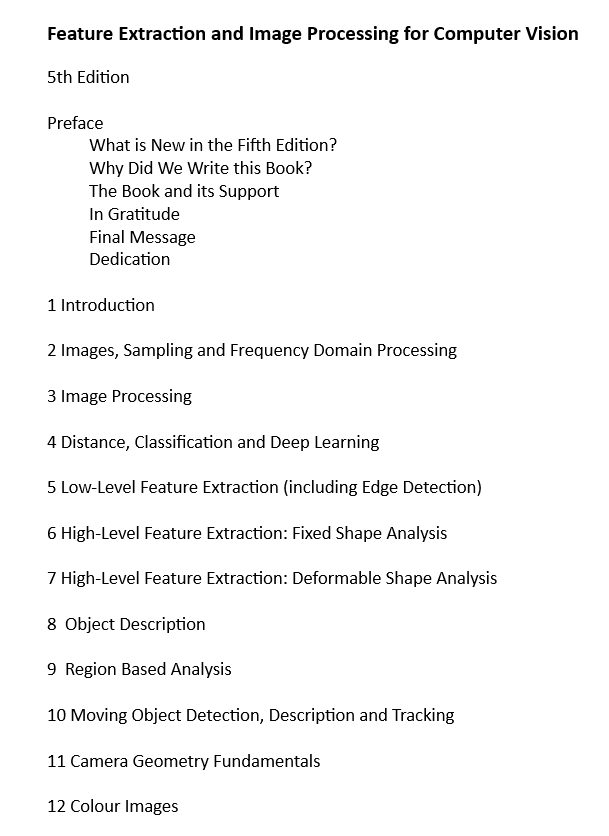 Feature Extraction and Image Processing for Computer Vision
5th Edition
Preface
What is New in the Fifth Edition?
Why Did We Write this Book?
The Book and its Support
In Gratitude
Final Message
Dedication
1 Introduction
2 Images, Sampling and Frequency Domain Processing
3 Image Processing
4 Distance, Classification and Deep Learning
5 Low-Level Feature Extraction (including Edge Detection)
6 High-Level Feature Extraction: Fixed Shape Analysis
7 High-Level Feature Extraction: Deformable Shape Analysis
8  Object Description
9  Region Based Analysis
10 Moving Object Detection, Description and Tracking
11 Camera Geometry Fundamentals
12 Colour Images